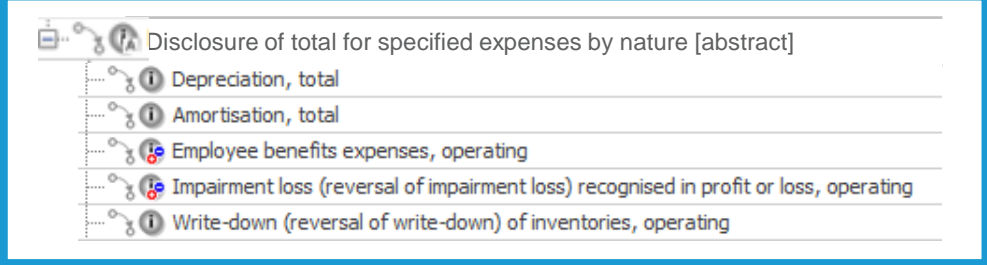 Disclosure of total for specified expenses by nature [abstract]
Depreciation, total
Amortisation, total
Employee benefits expenses, operating
Impairment loss (reversal of impairment loss) recognised in profit or loss, operating
Write-down (reversal of write-down) of inventories, operating